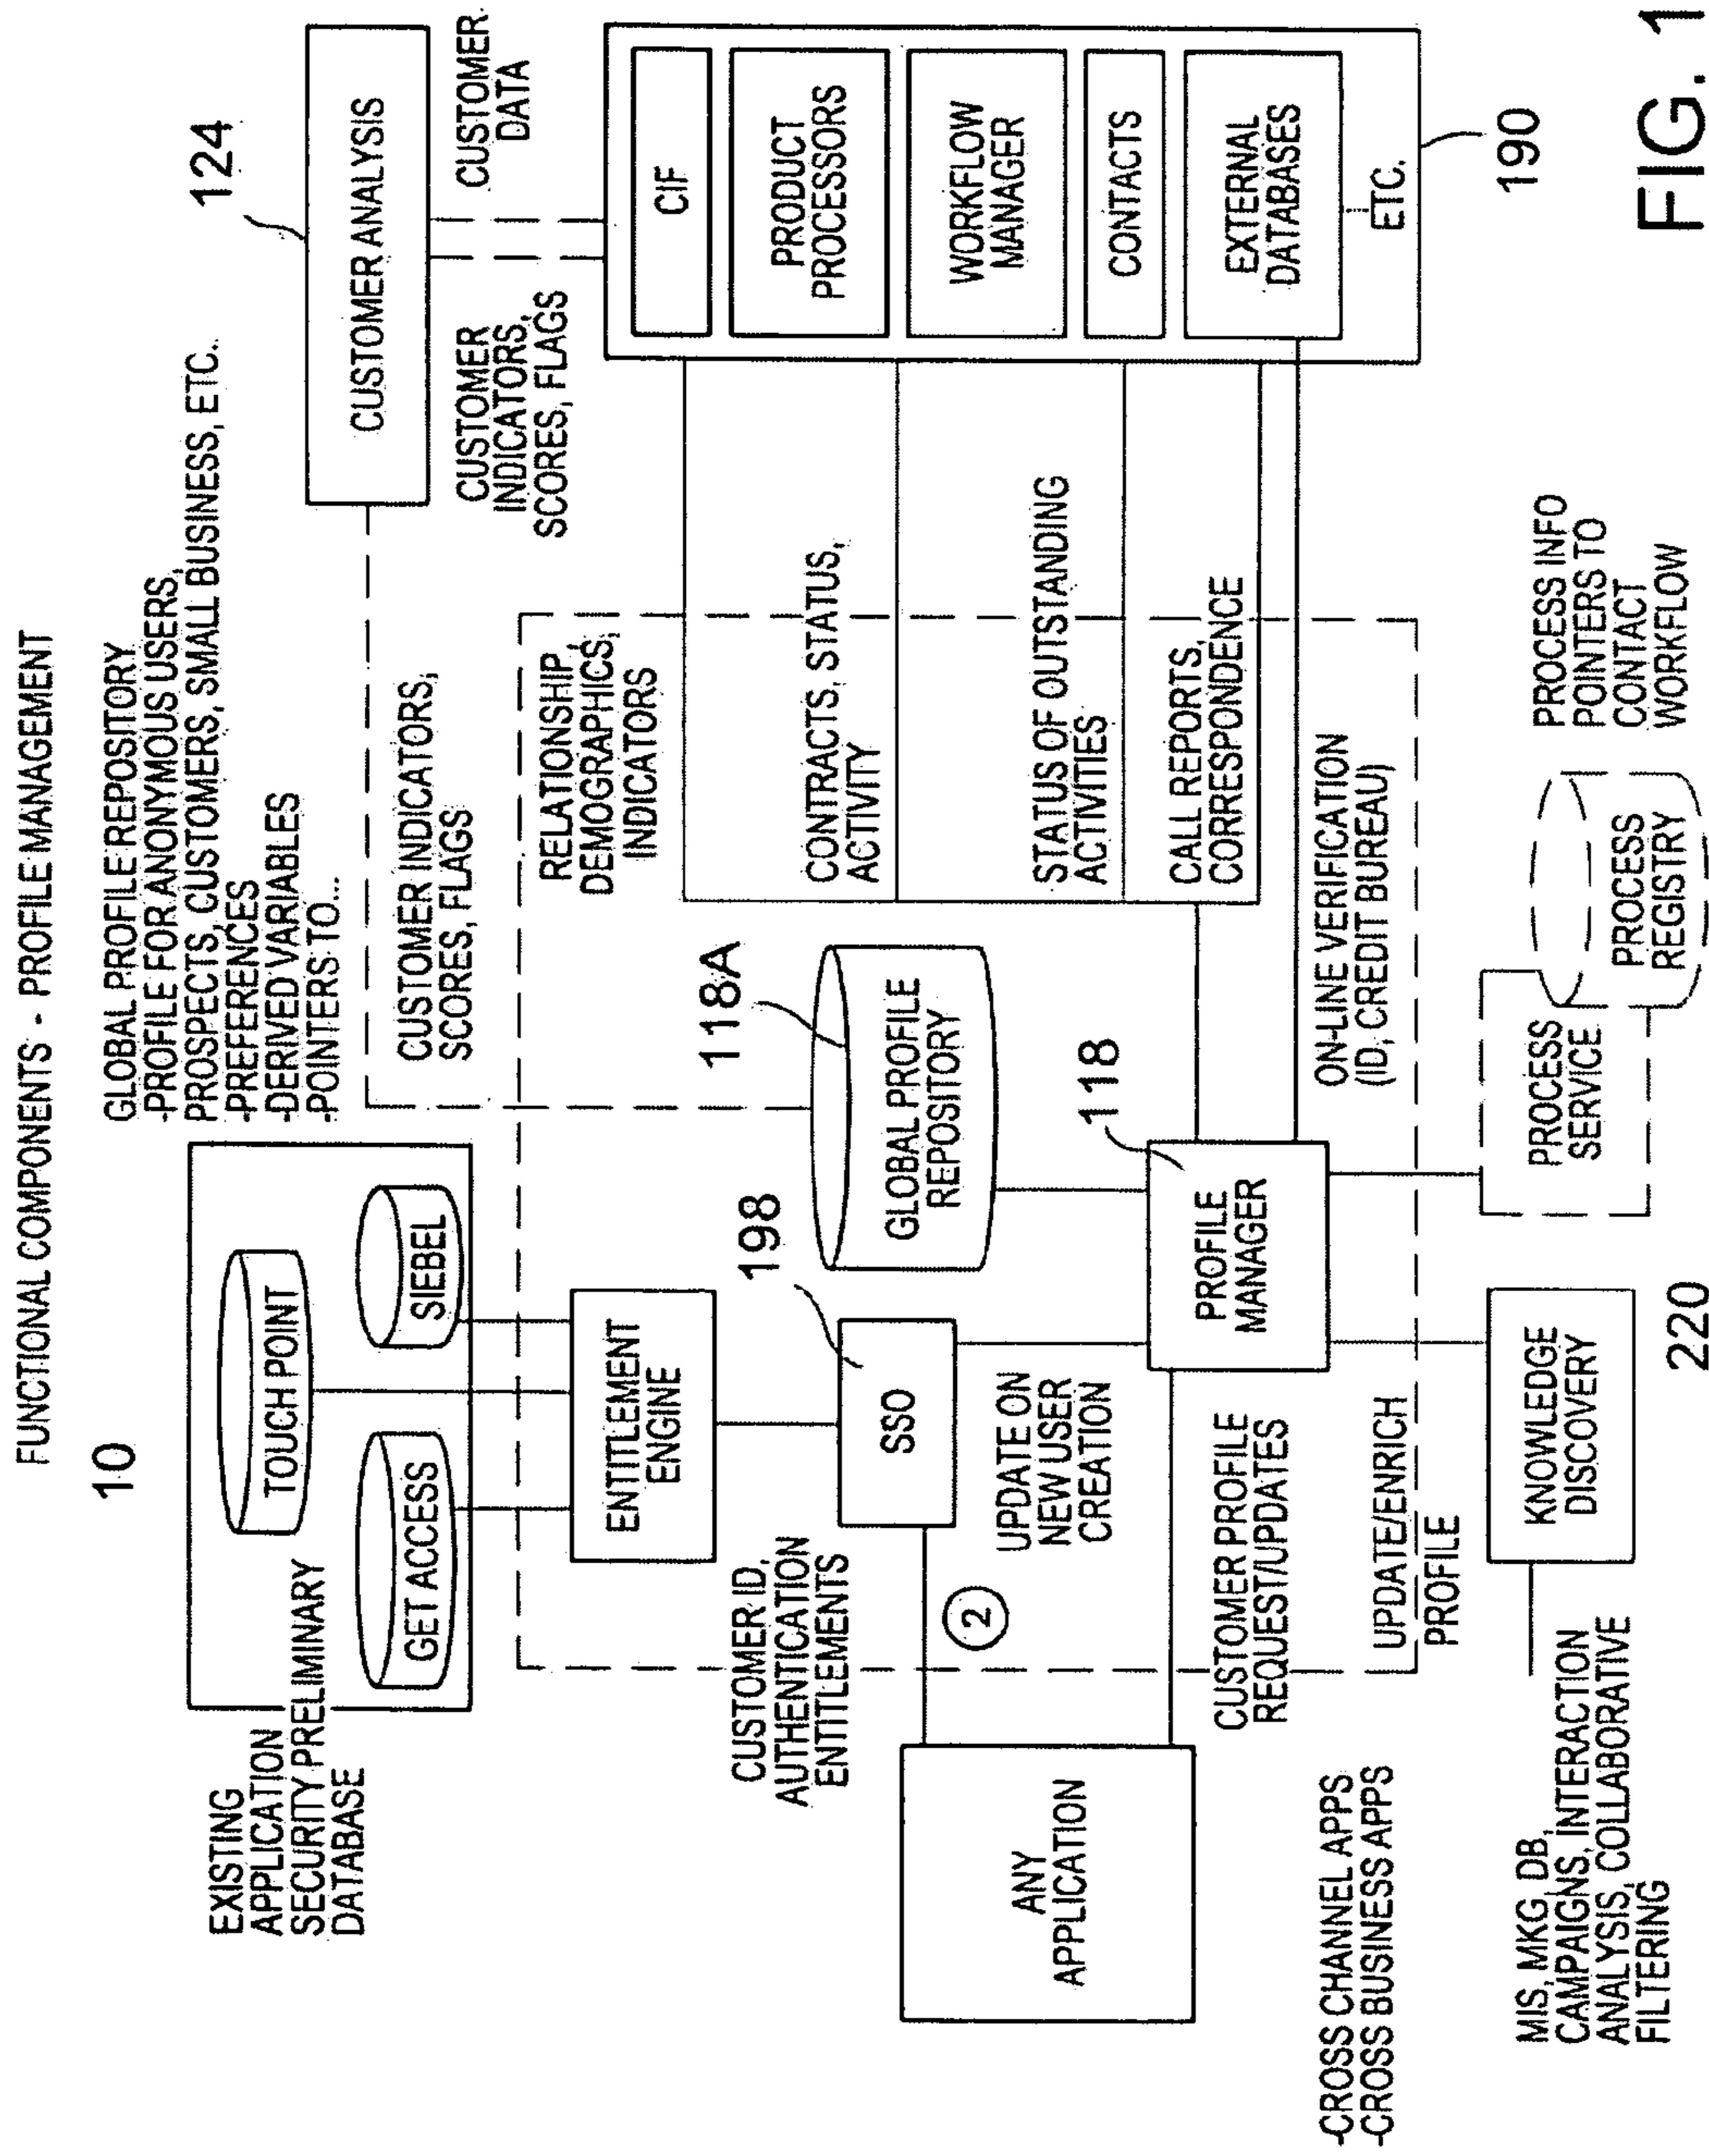 FUNCTIONAL COMPONENTS - PROFILE MANAGEMENT
10
EXISTING
APPLICATION
SECURITY PRELIMINARY
DATABASE
TOUCH POINT
GET ACCESS
SIEBEL
GLOBAL PROFILE REPOSITORY
-PROFILE FOR ANONYMOUS USERS,
PROSPECTS, CUSTOMERS, SMALL BUSINESS, ETC.
-PREFERENCES
-DERIVED VARIABLES
-POINTERS TO...
124
CUSTOMER ANALYSIS
CUSTOMER INDICATORS,
SCORES, FLAGS
CUSTOMER
INDICATORS,
SCORES, FLAGS
CUSTOMER
DATA
ENTITLEMENT
ENGINE
RELATIONSHIP,
DEMOGRAPHICS,
INDICATORS
CIF
CUSTOMER ID,
AUTHENTICATION
ENTITLEMENTS
198
SSO
118A
GLOBAL PROFILE
REPOSITORY
CONTRACTS, STATUS,
ACTIVITY
PRODUCT
PROCESSORS
2
UPDATE ON
NEW USER
CREATION
STATUS OF OUTSTANDING
ACTIVITIES
WORKFLOW
MANAGER
ANY
APPLICATION
118
PROFILE
MANAGER
CALL REPORTS,
CORRESPONDENCE
CONTACTS
CUSTOMER PROFILE
REQUEST/UPDATES
EXTERNAL
DATABASES
ON-LINE VERIFICATION
(ID, CREDIT BUREAU)
ETC.
190
-CROSS CHANNEL APPS
-CROSS BUSINESS APPS
UPDATE/ENRICH
PROFILE
MIS, MKG DB,
CAMPAIGNS, INTERACTION
ANALYSIS, COLLABORATIVE
FILTERING
KNOWLEDGE
DISCOVERY
220
PROCESS
SERVICE
PROCESS
REGISTRY
PROCESS INFO
POINTERS TO
CONTACT
WORKFLOW
FIG. 1